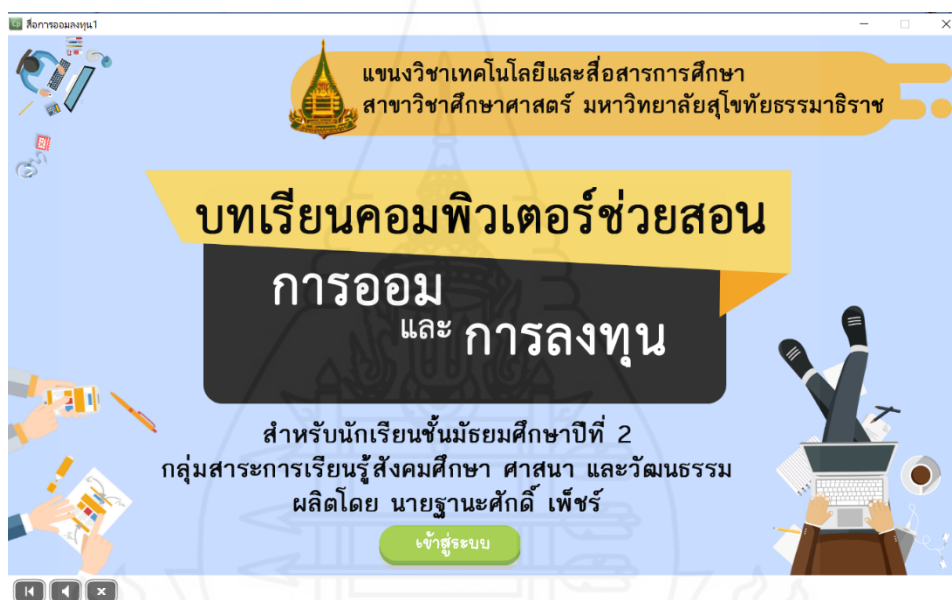 สื่อการออมลงทุน1
แขนงวิชาเทคโนโลยีและสื่อสารการศึกษา
สาขาวิชาศึกษาศาสตร์ มหาวิทยาลัยสุโขทัยธรรมาธิราช
บทเรียนคอมพิวเตอร์ช่วยสอน
การออม
และ การลงทุน
สำหรับนักเรียนชั้นมัธยมศึกษาปีที่ 2
กลุ่มสาระการเรียนรู้สังคมศึกษา ศาสนา และวัฒนธรรม
ผลิตโดย นายฐานะศักดิ์ เพ็ชร์
เข้าสู่ระบบ